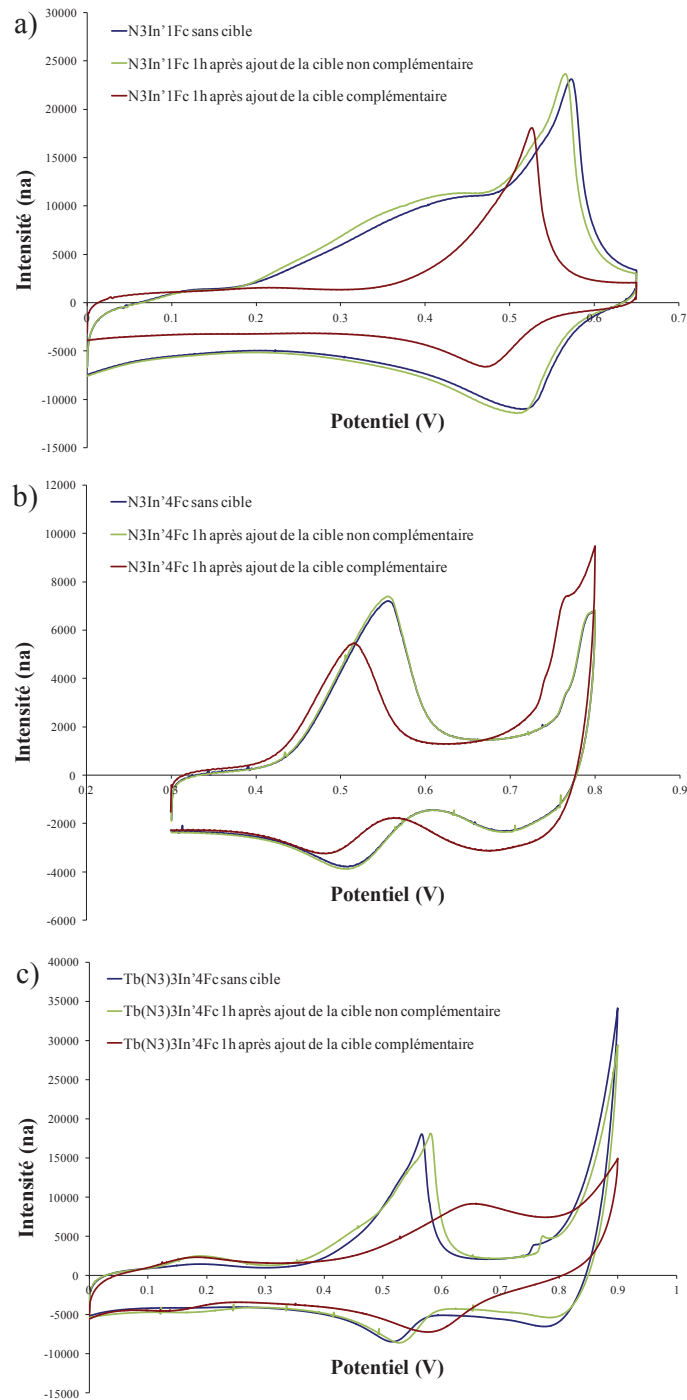 a)
30000
N3In'1Fc sans cible
N3In'1Fc 1h après ajout de la cible non complémentaire
N3In'1Fc 1h après ajout de la cible complémentaire
25000
20000
15000
10000
5000
0
-5000
-10000
-15000
Intensité (na)
0 0.1 0.2 0.3 0.4 0.5 0.6 0.7
Potentiel (V)
b)
12000
N3In'4Fc sans cible
N3In'4Fc 1h après ajout de la cible non complémentaire
N3In'4Fc 1h après ajout de la cible complémentaire
10000
8000
6000
4000
2000
0
-2000
-4000
-6000
Intensité (na)
0.2 0.3 0.4 0.5 0.6 0.7 0.8 0.9
Potentiel (V)
c)
40000
Tb(N3)3In'4Fc sans cible
Tb(N3)3In'4Fc 1h après ajout de la cible non complémentaire
Tb(N3)3In'4Fc 1h après ajout de la cible complémentaire
35000
30000
25000
20000
15000
10000
5000
0
-5000
-10000
-15000
Intensité (na)
0 0.1 0.2 0.3 0.4 0.5 0.6 0.7 0.8 0.9 1
Potentiel (V)